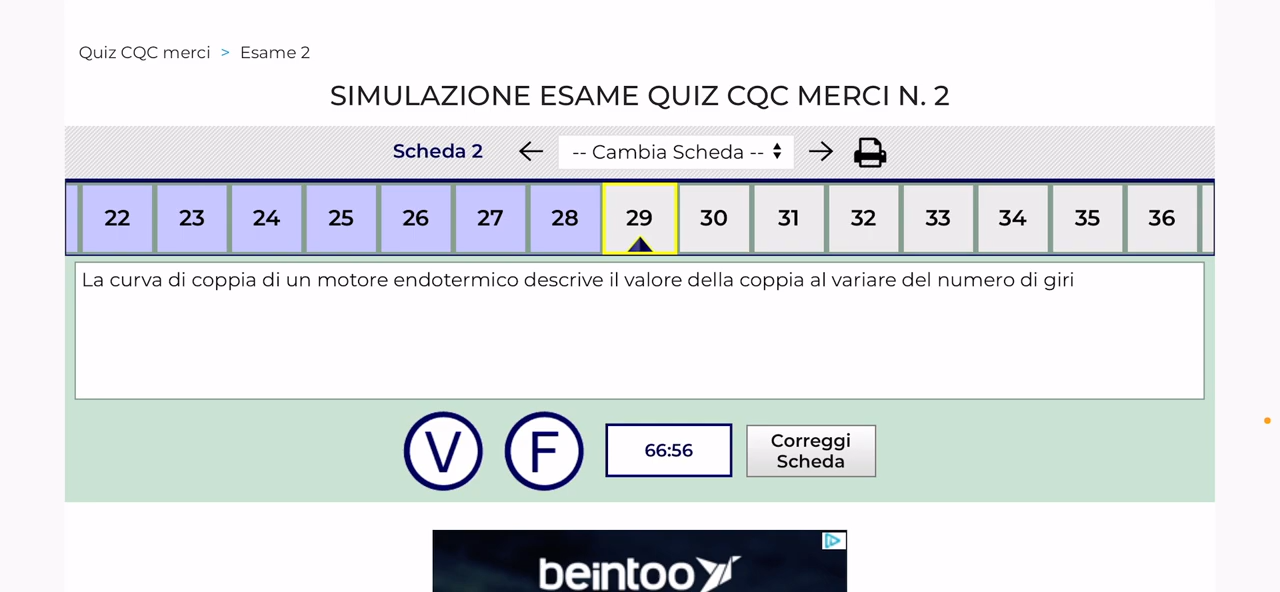 Quiz CQC merci > Esame 2
SIMULAZIONE ESAME QUIZ CQC MERCI N. 2
Scheda 2 ← -- Cambia Scheda -- →
22 23 24 25 26 27 28 29 30 31 32 33 34 35 36
La curva di coppia di un motore endotermico descrive il valore della coppia al variare del numero di giri
V F 66:56 Correggi
Scheda
beintoo